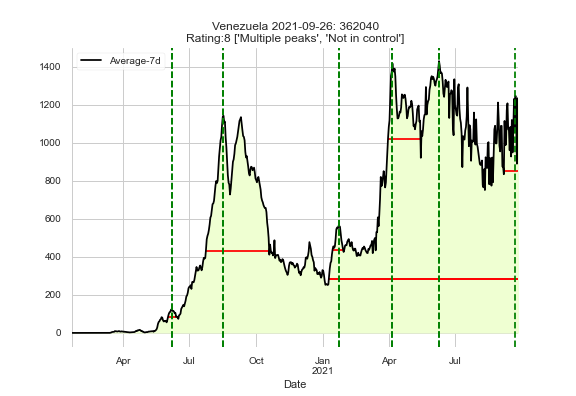 Venezuela 2021-09-26: 362040
Rating:8 ['Multiple peaks', 'Not in control']
Average-7d
1400
1200
1000
800
600
400
200
0
Apr
Jul
Oct
Jan
2021
Apr
Jul
Date